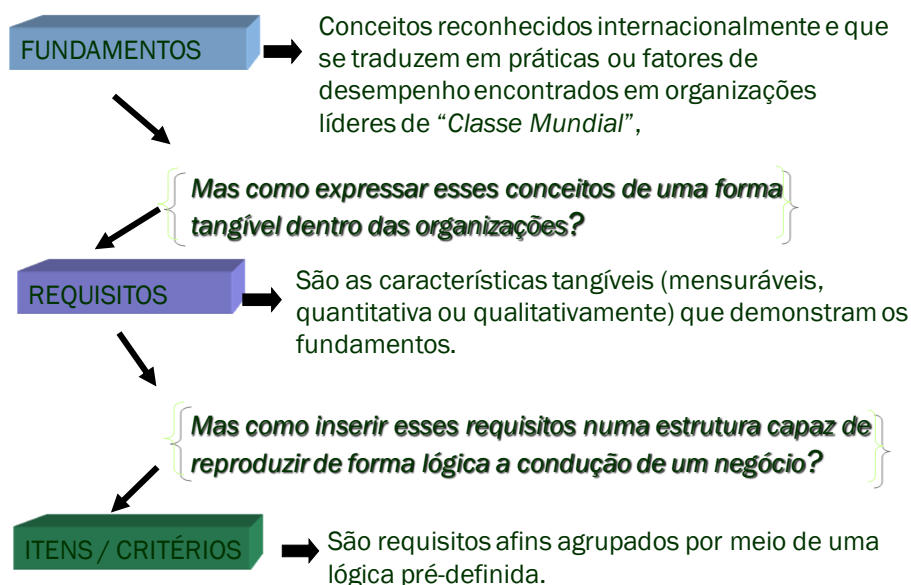 FUNDAMENTOS
Conceitos reconhecidos internacionalmente e que
se traduzem em práticas ou fatores de
desempenho encontrados em organizações
líderes de “Classe Mundial”,
Mas como expressar esses conceitos de uma forma
tangível dentro das organizações?
REQUISITOS
São as características tangíveis (mensuráveis,
quantitativa ou qualitativamente) que demonstram os
fundamentos.
Mas como inserir esses requisitos numa estrutura capaz de
reproduzir de forma lógica a condução de um negócio?
ITENS / CRITÉRIOS
São requisitos afins agrupados por meio de uma
lógica pré-definida.